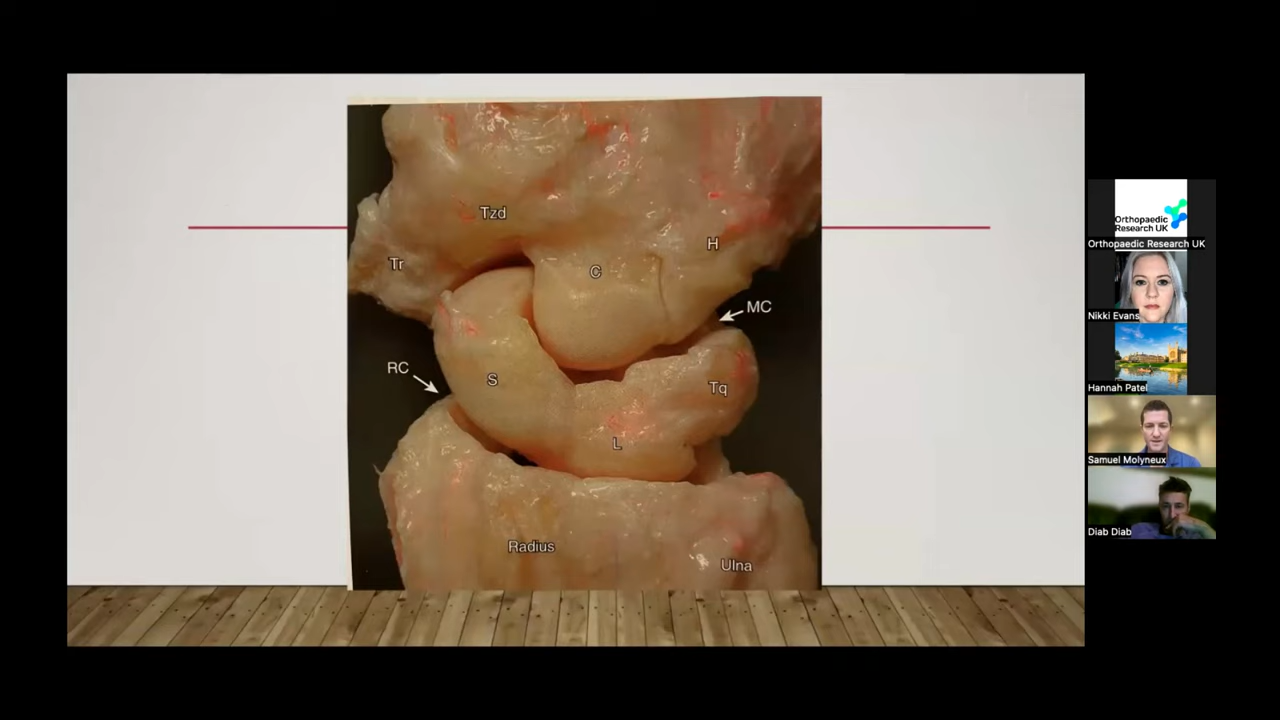 Tzd
H
Tr
C
MC
RC
S
Tq
L
Radius
Ulna
Orthopaedic
Research UK
Orthopaedic Research UK
Nikki Evans
Hannah Patel
Samuel Molyneux
Diab Diab